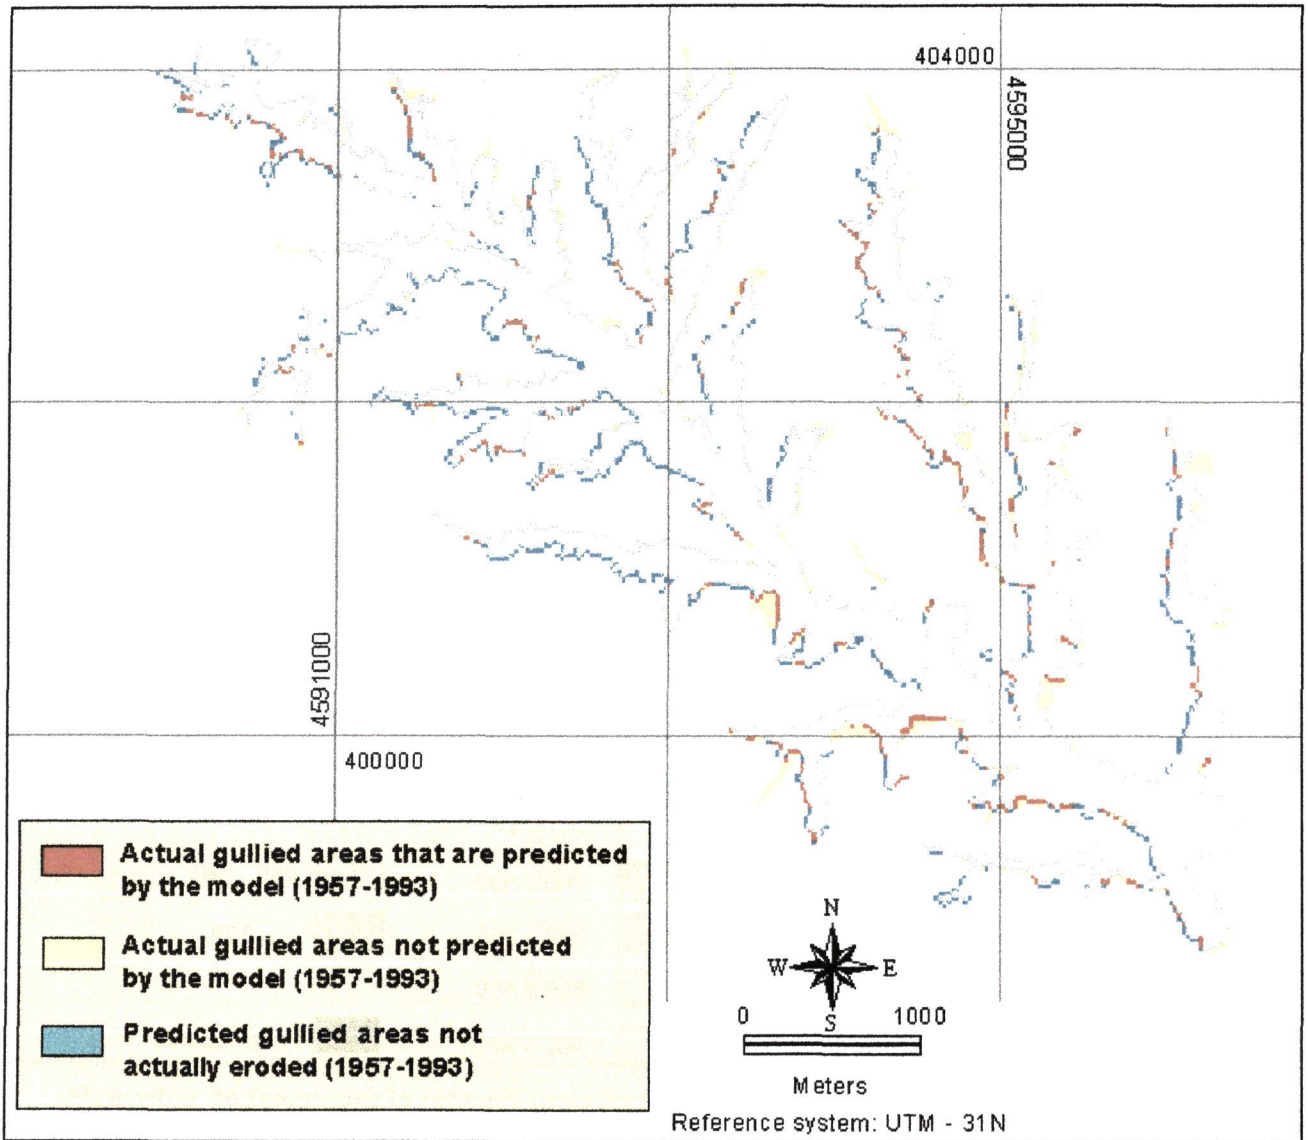 404000
4595000
4591000
400000
Actual gullied areas that are predicted
by the model (1957-1993)
Actual gullied areas not predicted
by the model (1957-1993)
Predicted gullied areas not
actually eroded (1957-1993)
N
W E
S
0 1000
Meters
Reference system: UTM - 31N